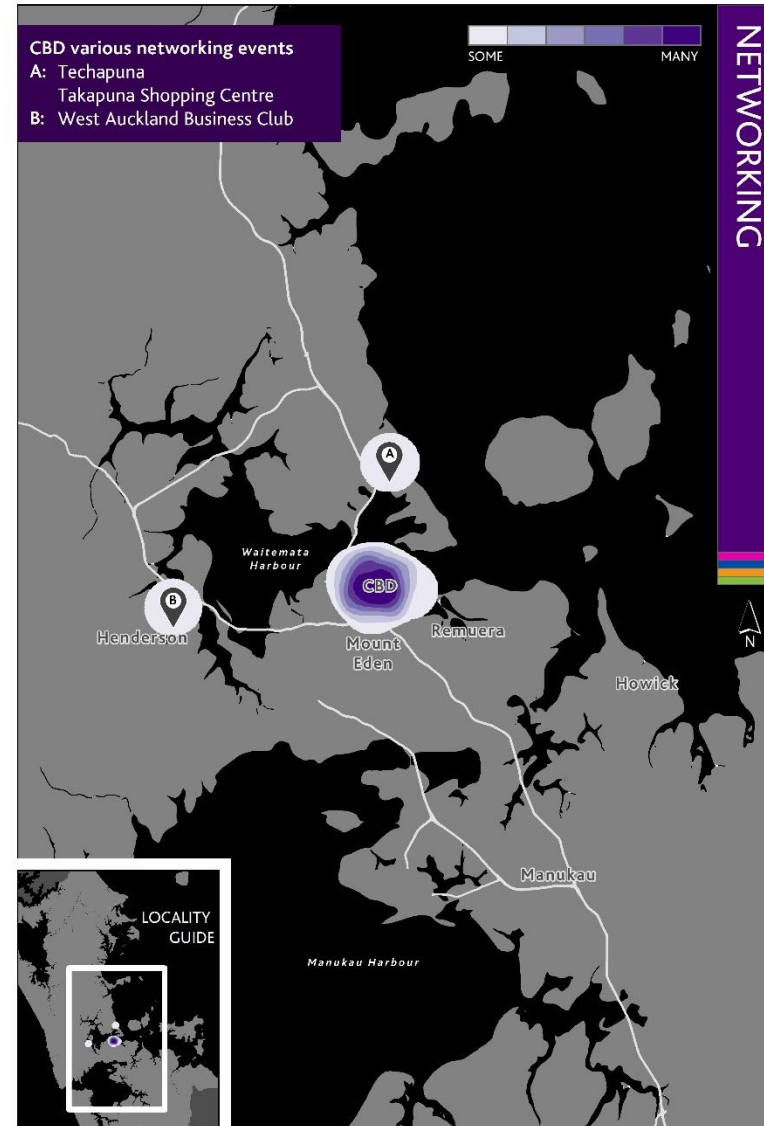 CBD various networking events
A: Techapuna
Takapuna Shopping Centre
B: West Auckland Business Club
SOME
MANY
NETWORKING
A
Waitemata
Harbour
CBD
B
Henderson
Mount
Eden
Remuera
N
Howick
Manukau
LOCALITY
GUIDE
Manukau Harbour